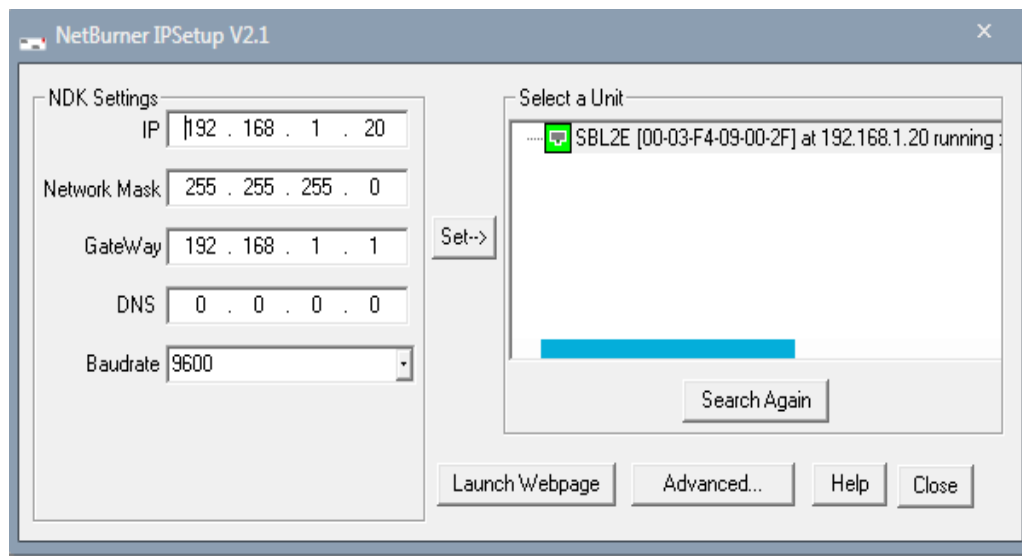 NetBurner IPSetup V2.1
NDK Settings
IP 192 . 168 . 1 . 20
Network Mask 255 . 255 . 255 . 0
GateWay 192 . 168 . 1 . 1
DNS 0 . 0 . 0 . 0
Baudrate 9600
Set-->
Select a Unit
SBL2E [00-03-F4-09-00-2F] at 192.168.1.20 running :
Search Again
Launch Webpage
Advanced...
Help
Close